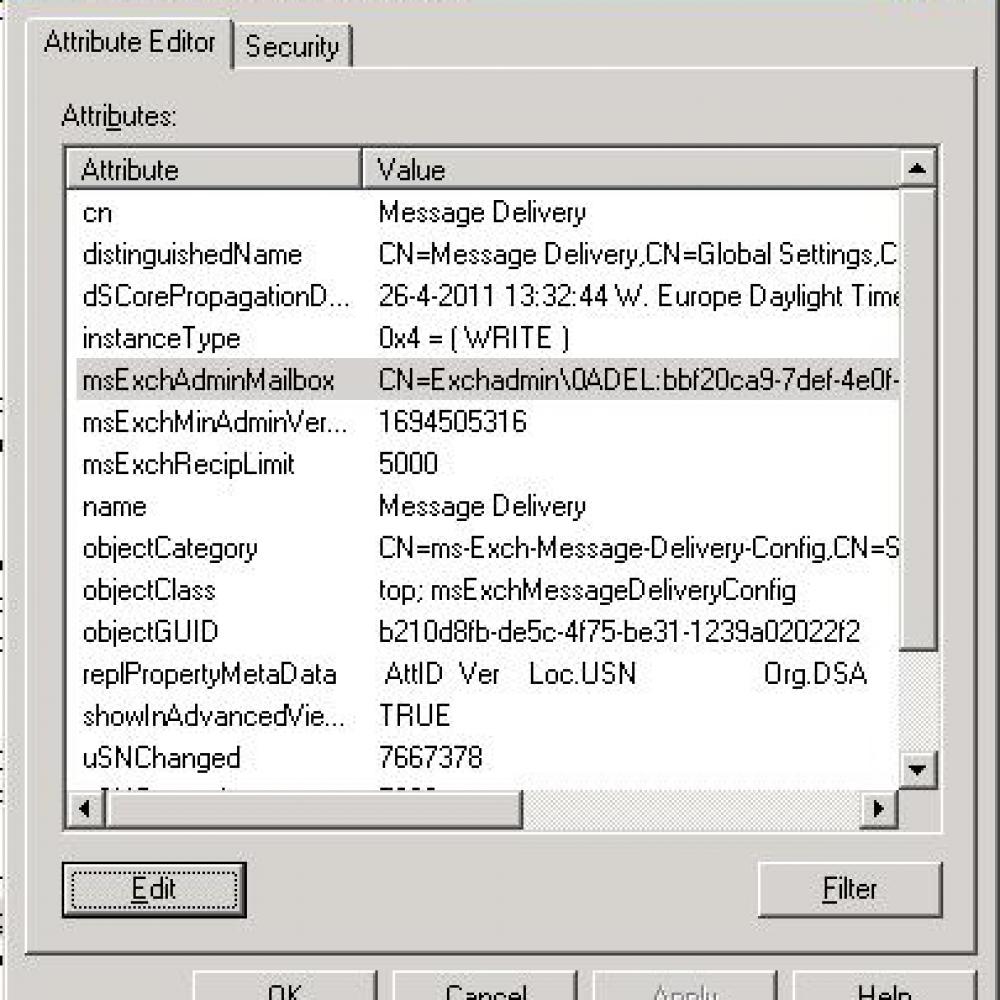 Attribute Editor Security
Attributes:
Attribute Value
cn Message Delivery
distinguishedName CN=Message Delivery,CN=Global Settings,C
dSCorePropagationD... 26-4-2011 13:32:44 W. Europe Daylight Time
instanceType 0x4 = ( WRITE )
msExchAdminMailbox CN=Exchadmin\0ADEL:bbf20ca9-7def-4e0f-
msExchMinAdminVer... 1694505316
msExchRecipLimit 5000
name Message Delivery
objectCategory CN=ms-Exch-Message-Delivery-Config,CN=S
objectClass top; msExchMessageDeliveryConfig
objectGUID b210d8fb-de5c-4f75-be31-1239a02022f2
replPropertyMetaData AttID Ver Loc.USN Org.DSA
showInAdvancedVie... TRUE
uSNChanged 7667378
Edit Filter
OK Cancel Apply Help